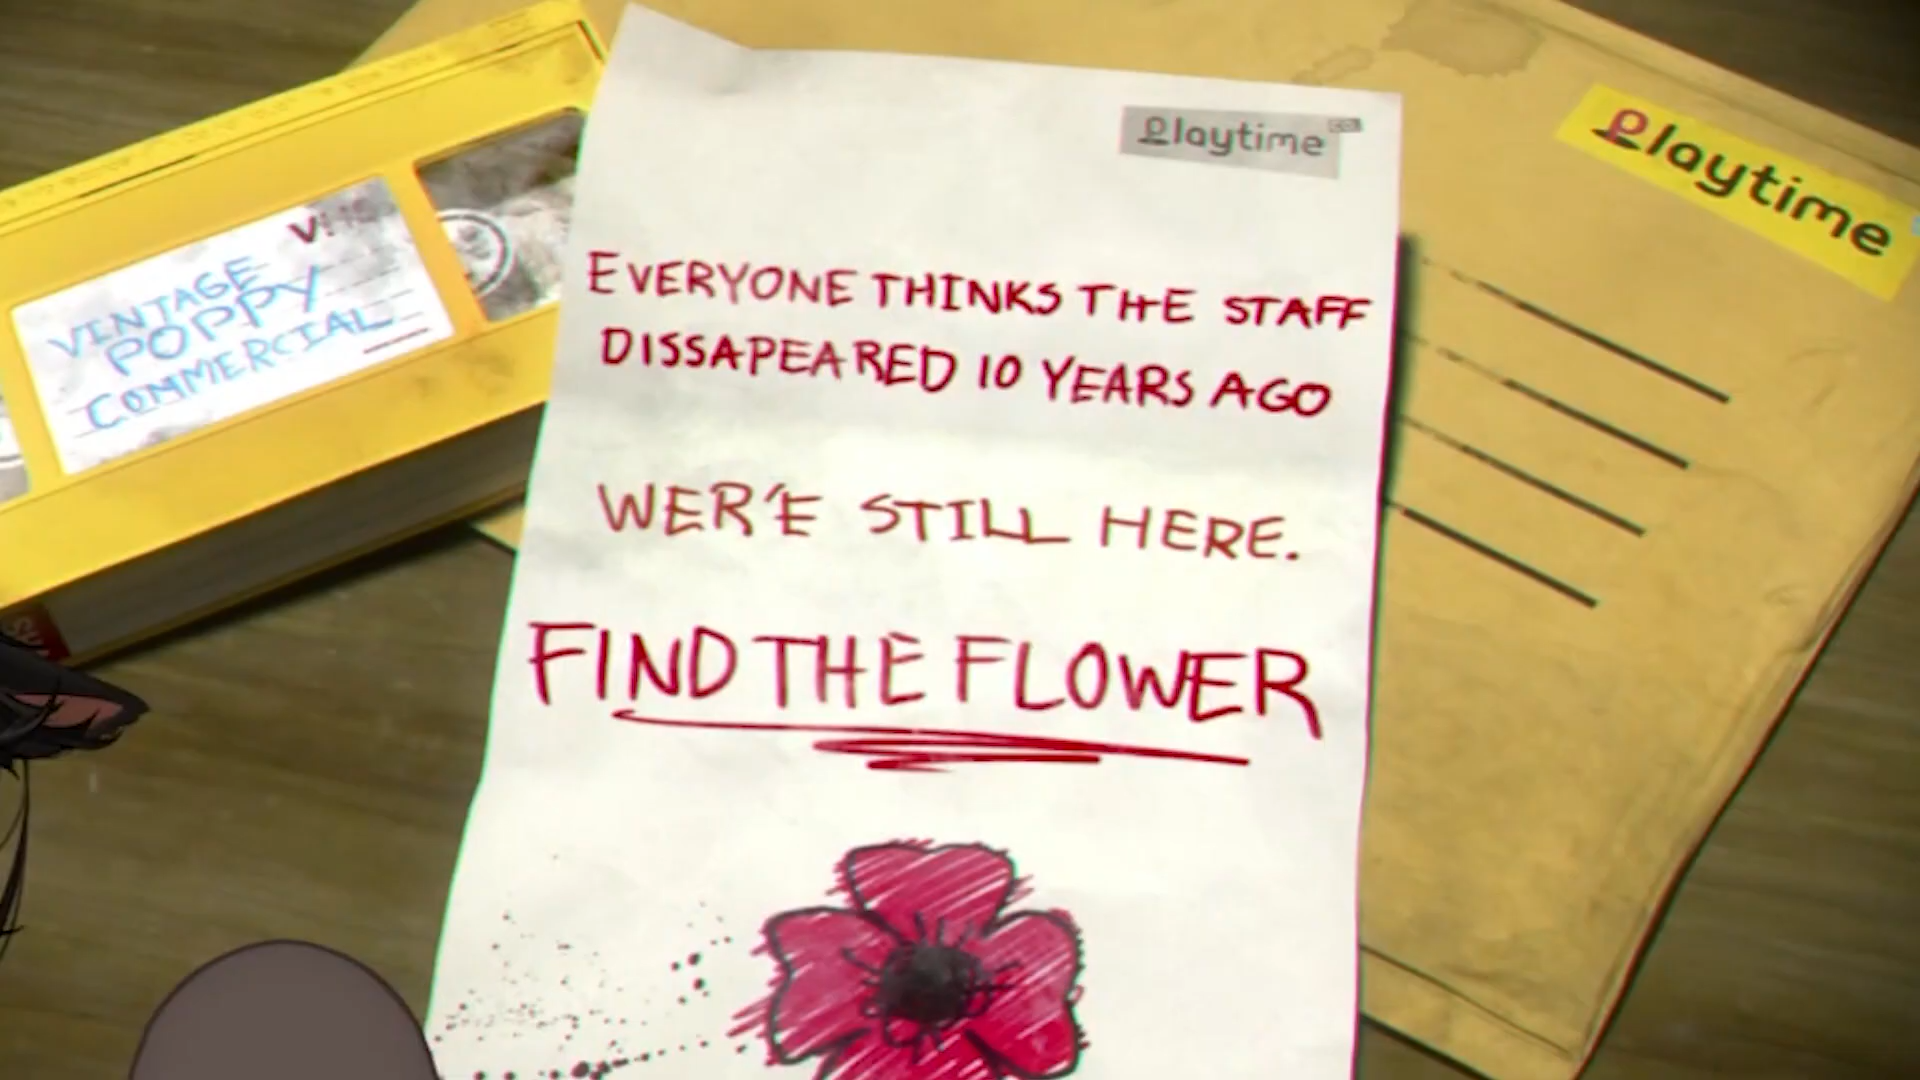 Playtime
Playtime
VINTAGE
POPPY
COMMERCIAL
EVERYONE THINKS THE STAFF
DISSAPEARED 10 YEARS AGO
WER'E STILL HERE.
FIND THE FLOWER